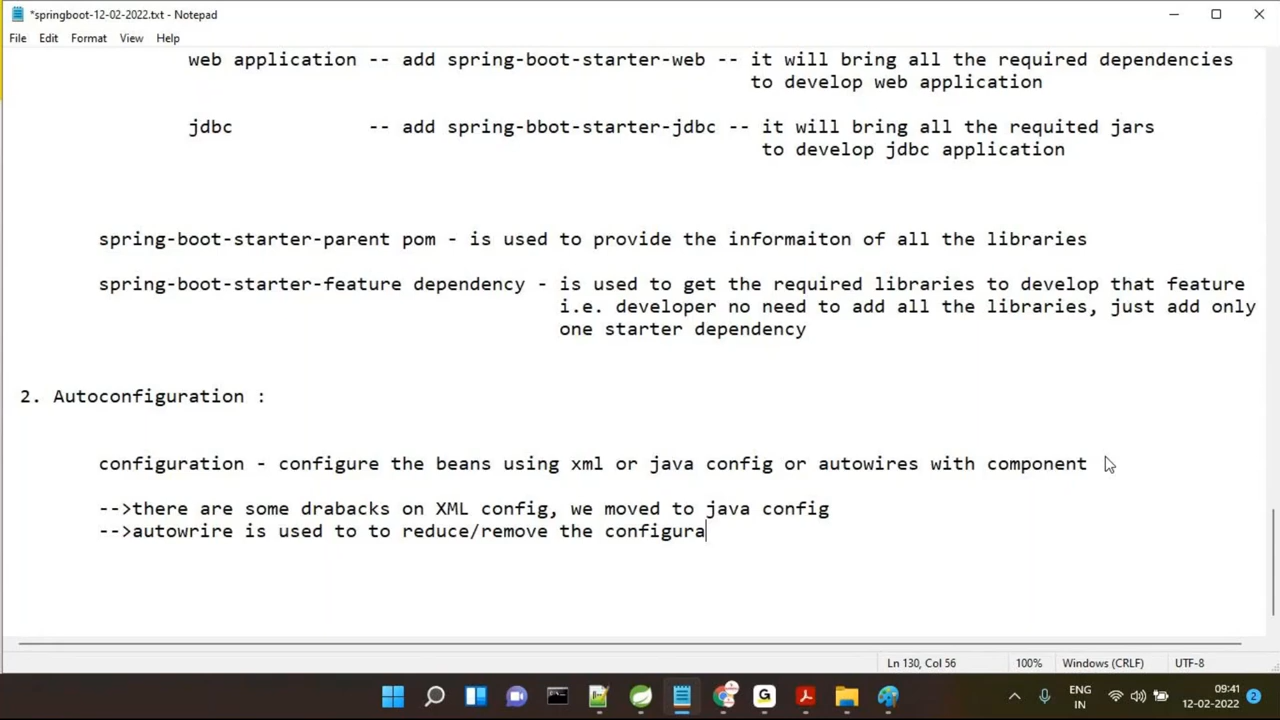 *springboot-12-02-2022.txt - Notepad
File Edit Format View Help
web application -- add spring-boot-starter-web -- it will bring all the required dependencies
to develop web application
jdbc -- add spring-bbot-starter-jdbc -- it will bring all the requited jars
to develop jdbc application
spring-boot-starter-parent pom - is used to provide the informaiton of all the libraries
spring-boot-starter-feature dependency - is used to get the required libraries to develop that feature
i.e. developer no need to add all the libraries, just add only
one starter dependency
2. Autoconfiguration :
configuration - configure the beans using xml or java config or autowires with component
-->there are some drabacks on XML config, we moved to java config
-->autowrire is used to to reduce/remove the configura
Ln 130, Col 56 100% Windows (CRLF) UTF-8
ENG 09:41
IN 12-02-2022 2